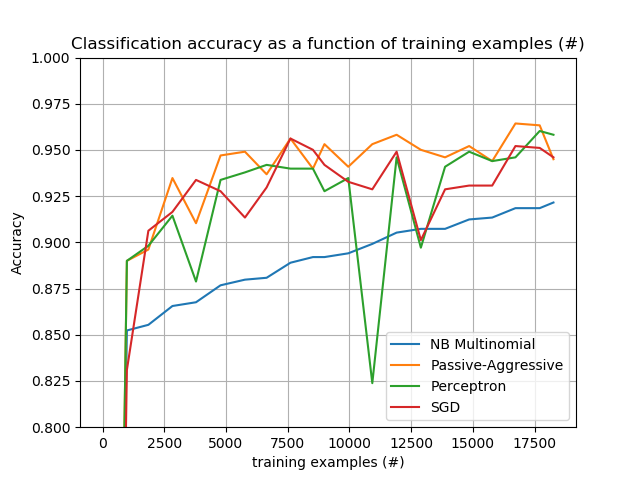 Classification accuracy as a function of training examples (#)
1.000
0.975
0.950
0.925
0.900
0.875
0.850
0.825
0.800
Accuracy
NB Multinomial
Passive-Aggressive
Perceptron
SGD
0 2500 5000 7500 10000 12500 15000 17500
training examples (#)